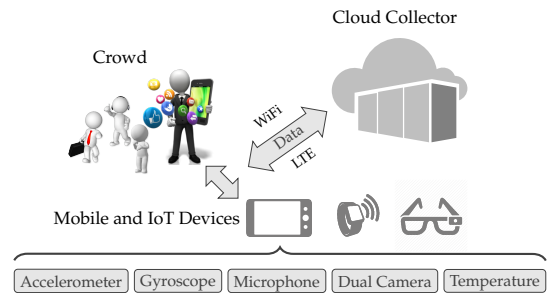 Cloud Collector
Crowd
WiFi
Data
LTE
Mobile and IoT Devices
Accelerometer
Gyroscope
Microphone
Dual Camera
Temperature